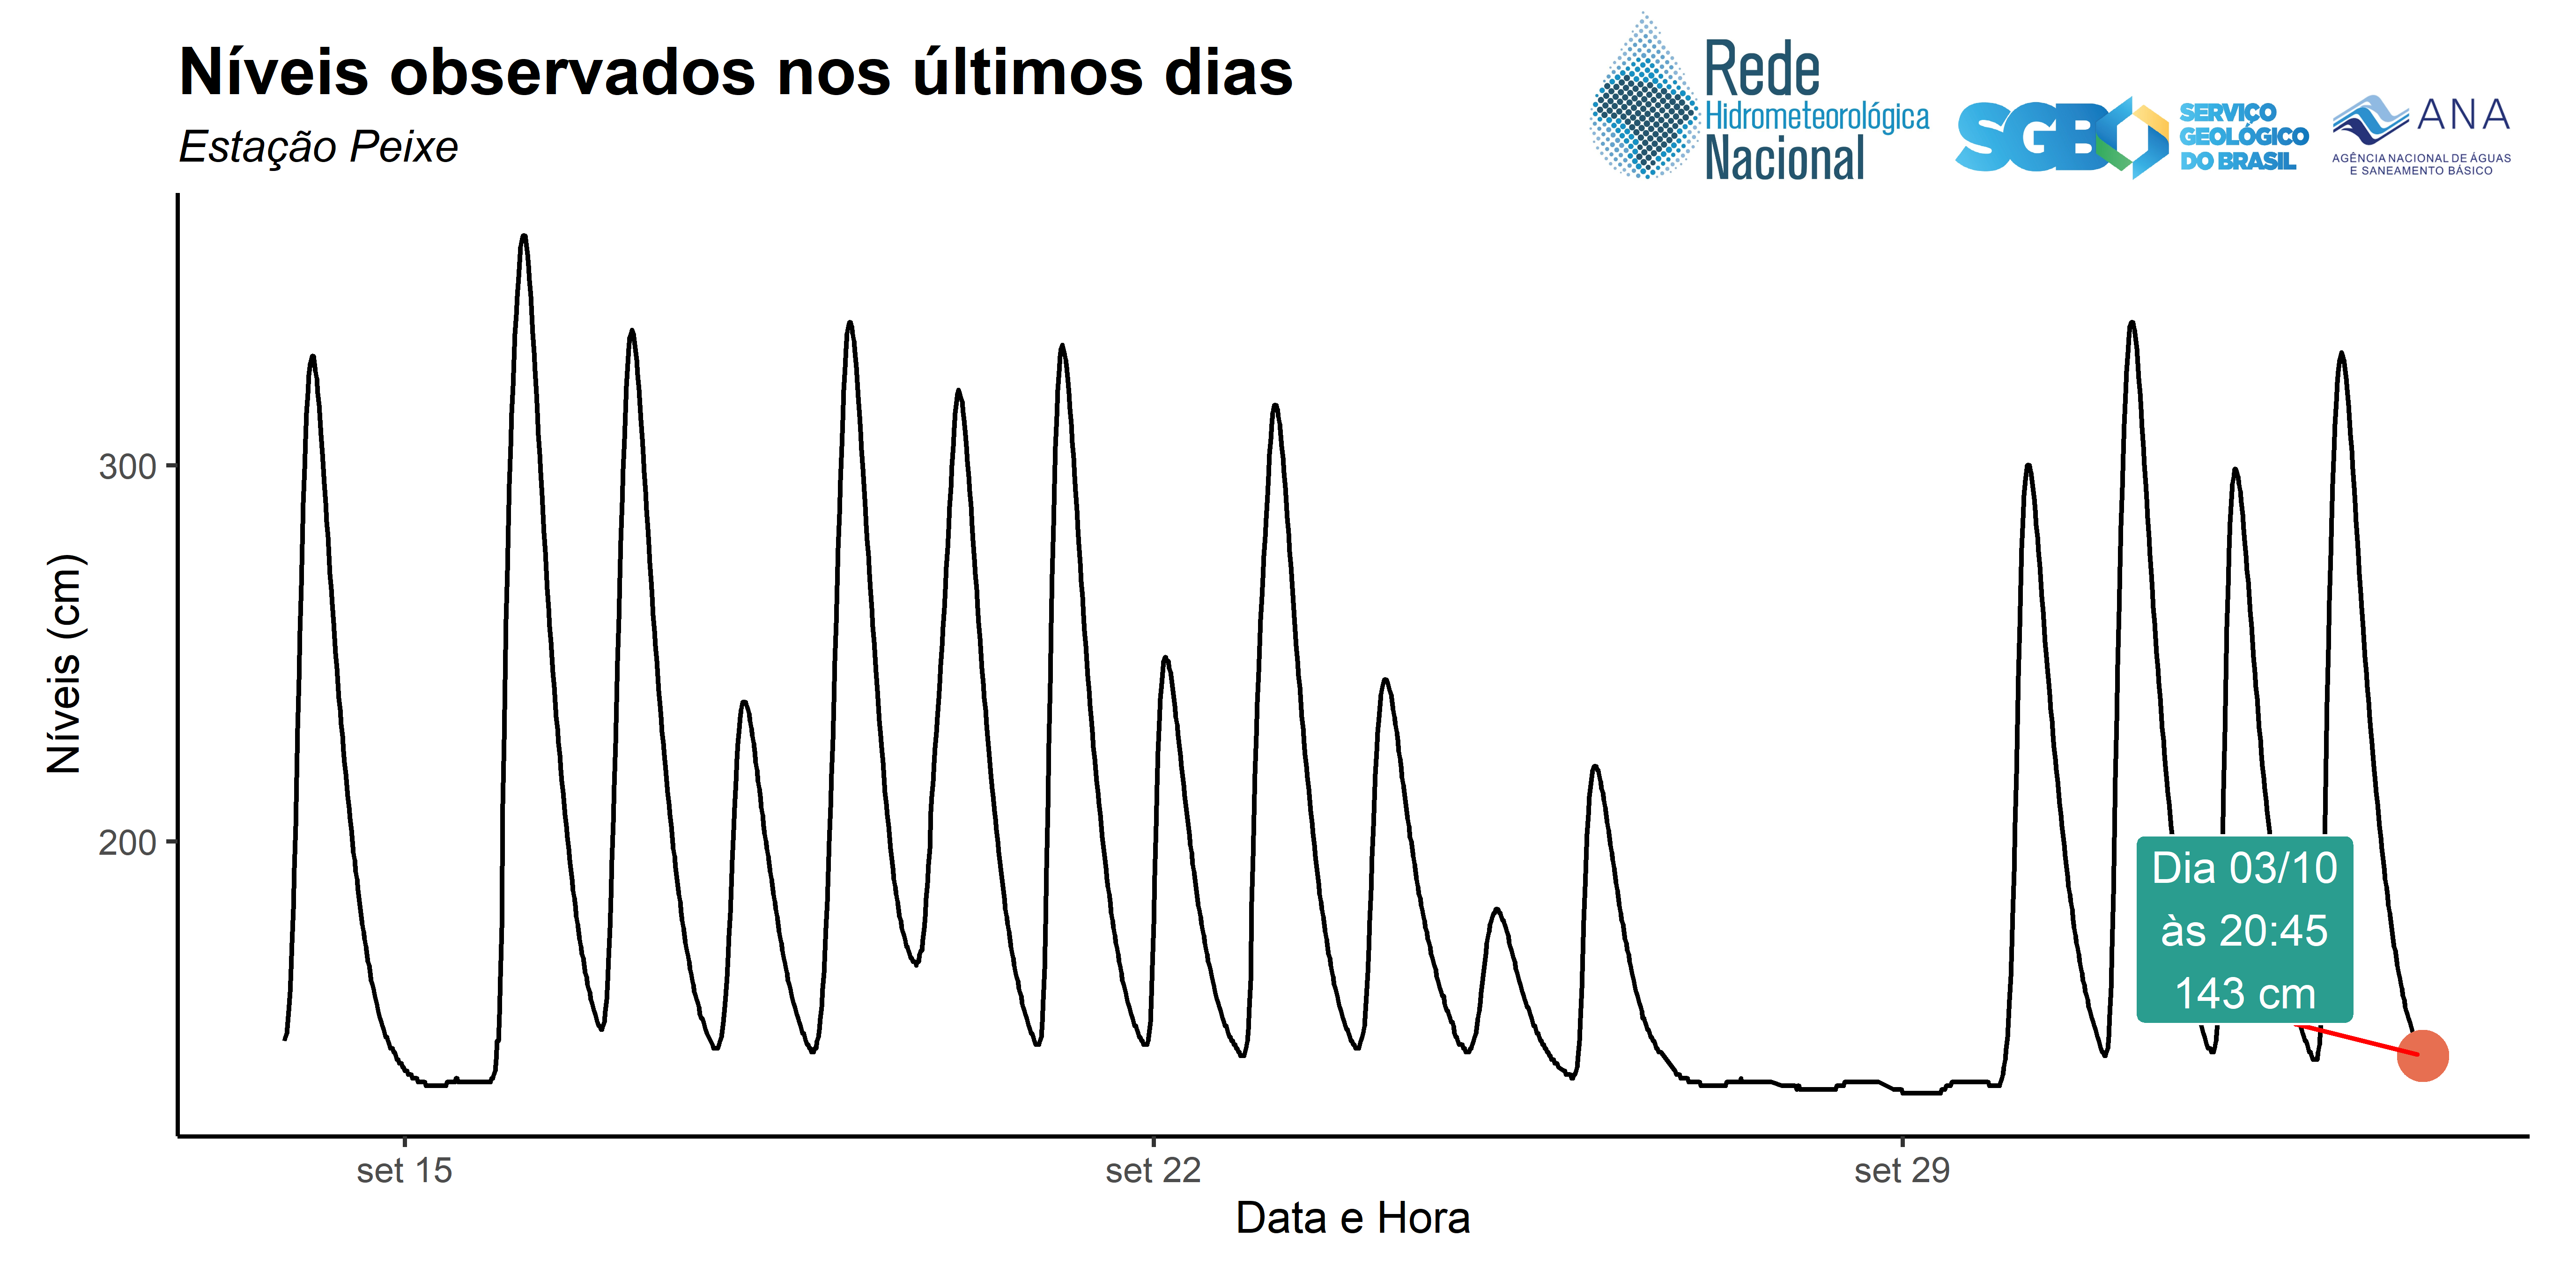 Níveis observados nos últimos dias
Estação Peixe
Rede
Hidrometeorológica
Nacional
SGB
SERVIÇO
GEOLÓGICO
DO BRASIL
ANA
AGÊNCIA NACIONAL DE ÁGUAS
E SANEAMENTO BÁSICO
Níveis (cm)
300
200
Dia 03/10
às 20:45
143 cm
set 15
set 22
set 29
Data e Hora